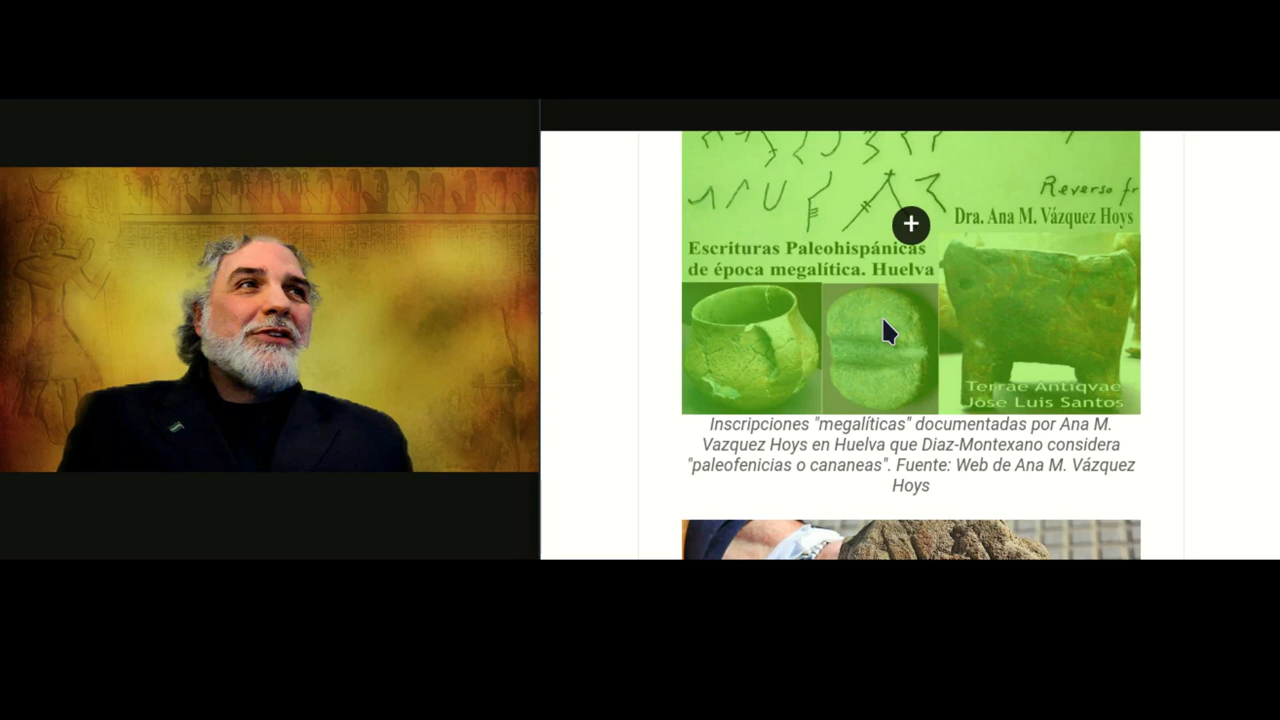 Reverso fr
Dra. Ana M. Vázquez Hoys
Escrituras Paleohispánicas
de época megalítica. Huelva
Terrae Antiqvae
José Luis Santos
Inscripciones "megalíticas" documentadas por Ana M.
Vazquez Hoys en Huelva que Diaz-Montexano considera
"paleofenicias o cananeas". Fuente: Web de Ana M. Vázquez
Hoys